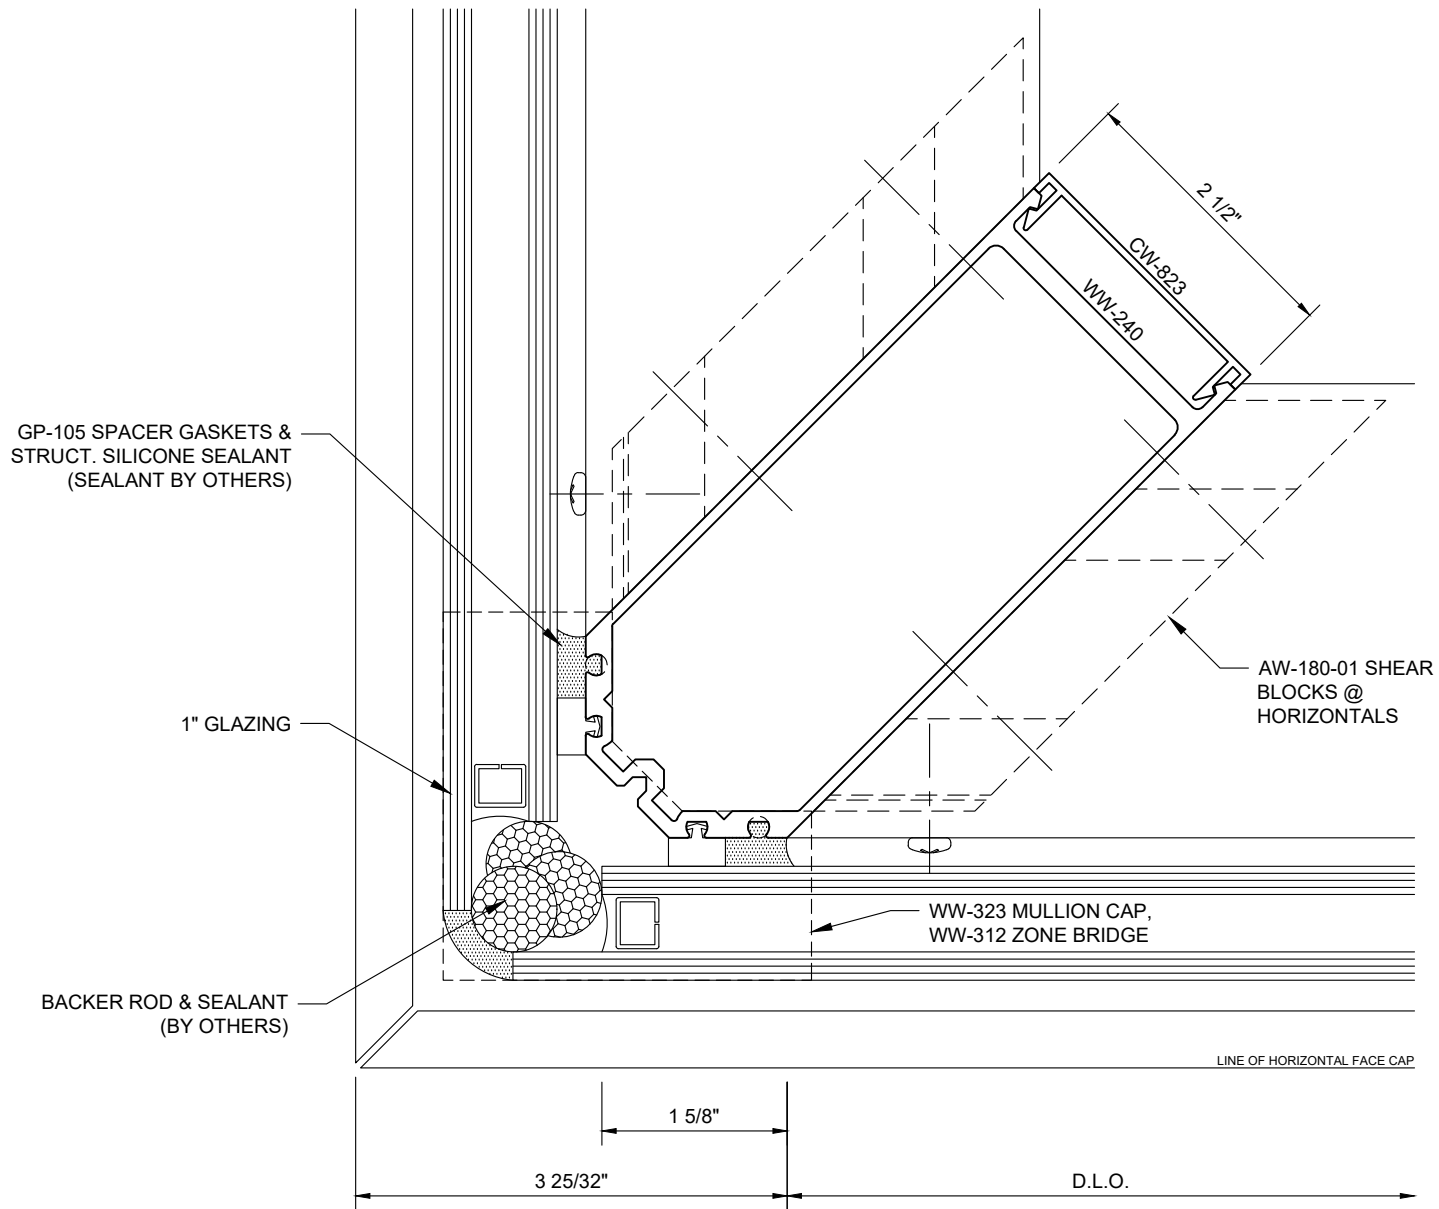 2 1/2"
CW-823
WW-240
GP-105 SPACER GASKETS &
STRUCT. SILICONE SEALANT
(SEALANT BY OTHERS)
AW-180-01 SHEAR
BLOCKS @
HORIZONTALS
1" GLAZING
WW-323 MULLION CAP,
WW-312 ZONE BRIDGE
BACKER ROD & SEALANT
(BY OTHERS)
LINE OF HORIZONTAL FACE CAP
1 5/8"
3 25/32"
D.L.O.